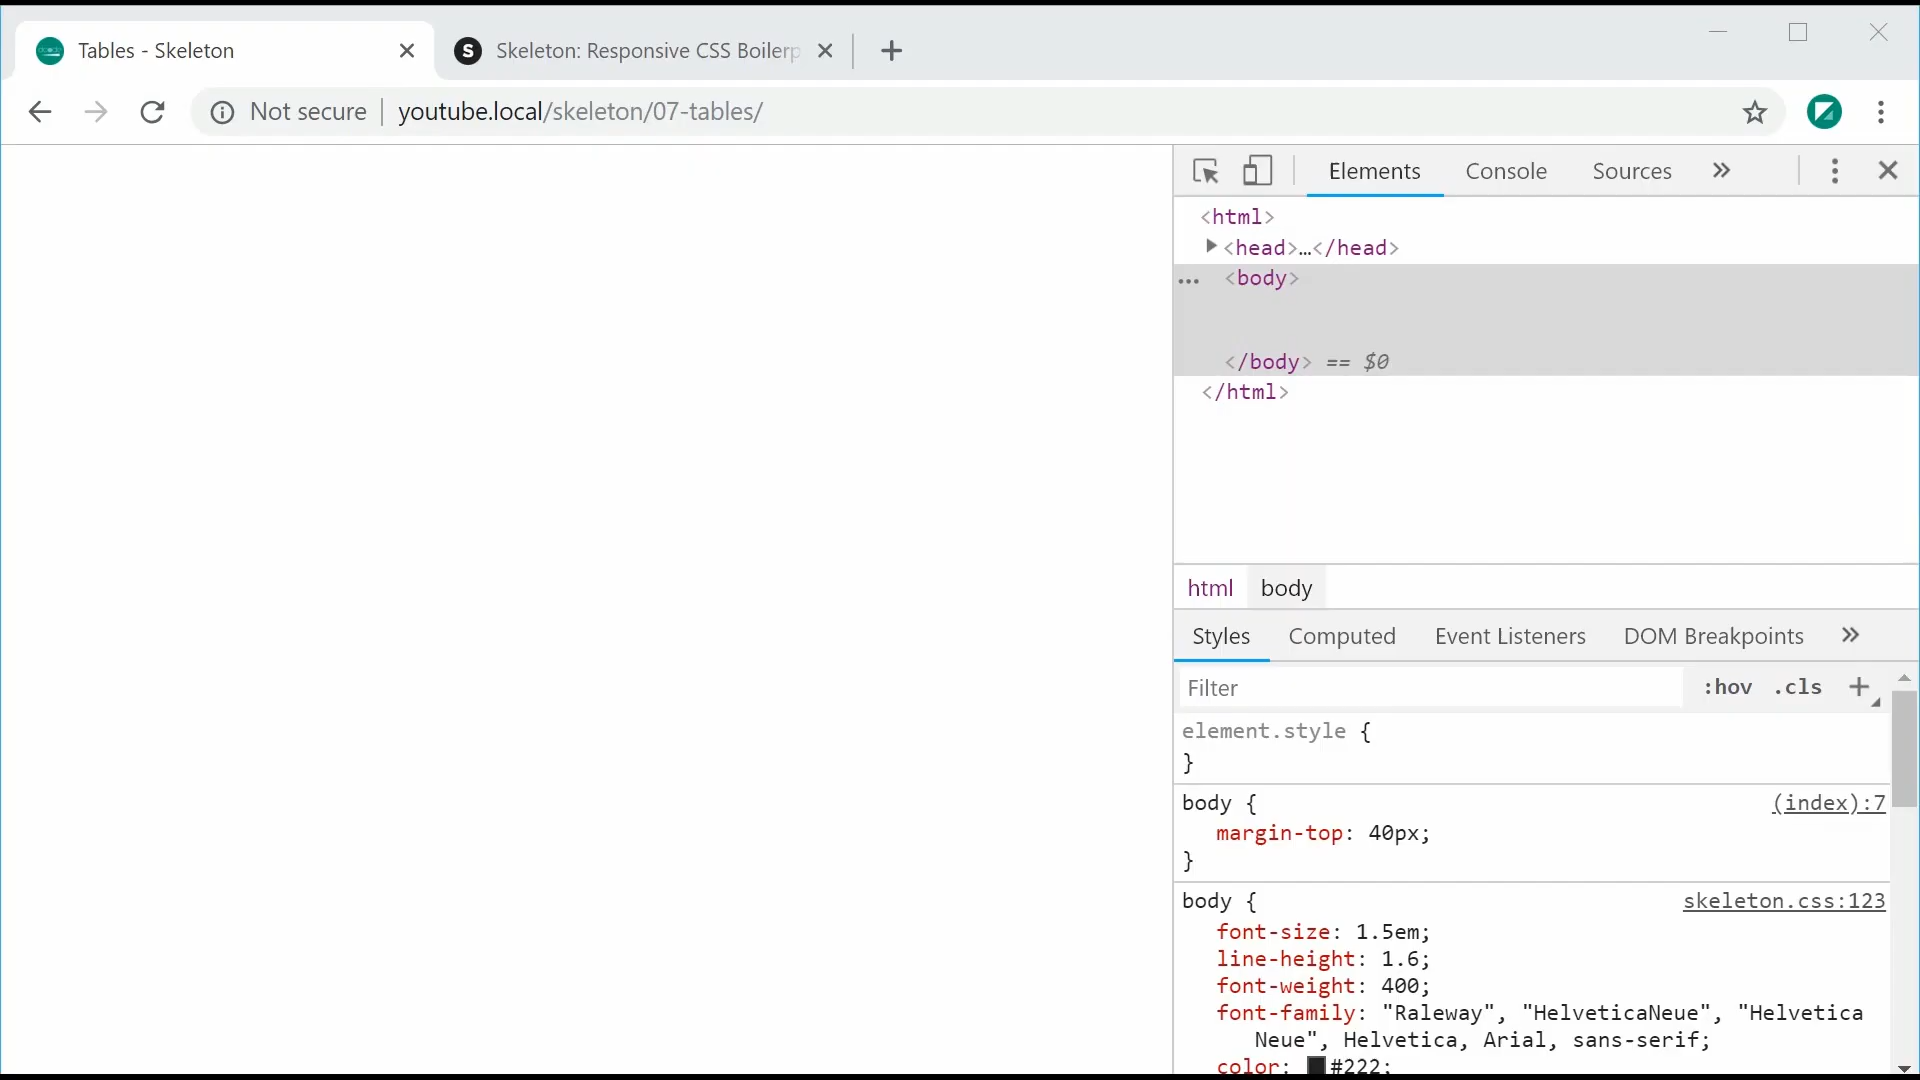 Tables - Skeleton
S Skeleton: Responsive CSS Boilerp
Not secure | youtube.local/skeleton/07-tables/
Elements Console Sources »
<html>
<head>…</head>
... <body>
</body> == $0
</html>
html body
Styles Computed Event Listeners DOM Breakpoints »
Filter :hov .cls +
element.style {
}
body { (index):7
margin-top: 40px;
}
body { skeleton.css:123
font-size: 1.5em;
line-height: 1.6;
font-weight: 400;
font-family: "Raleway", "HelveticaNeue", "Helvetica
Neue", Helvetica, Arial, sans-serif;
color: #222;